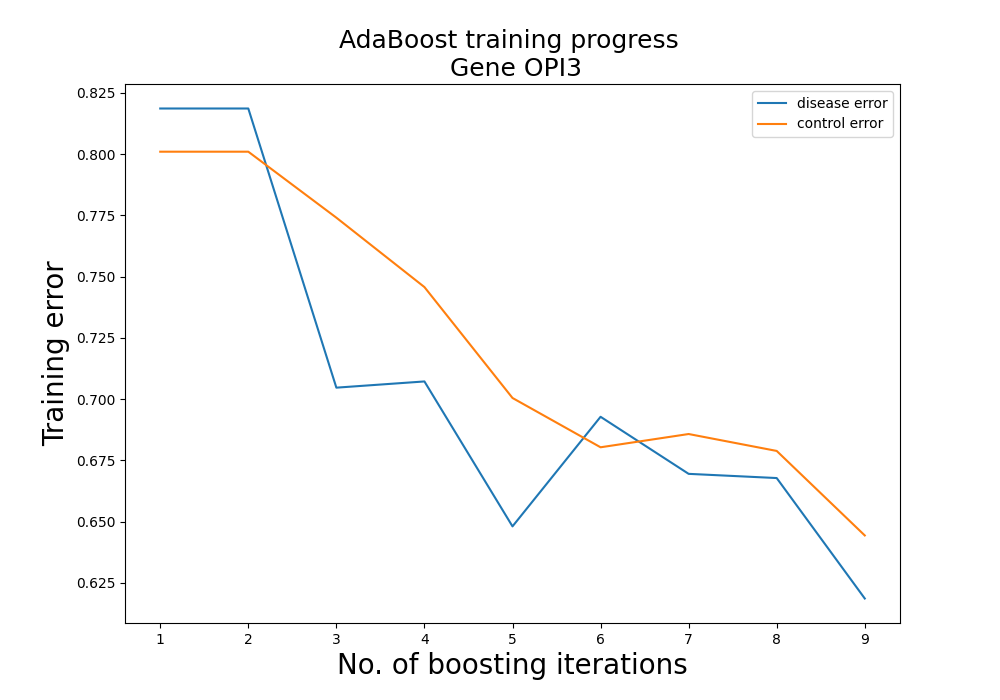 AdaBoost training progress
Gene OPI3
0.825
0.800
0.775
0.750
0.725
0.700
0.675
0.650
0.625
Training error
disease error
control error
1 2 3 4 5 6 7 8 9
No. of boosting iterations